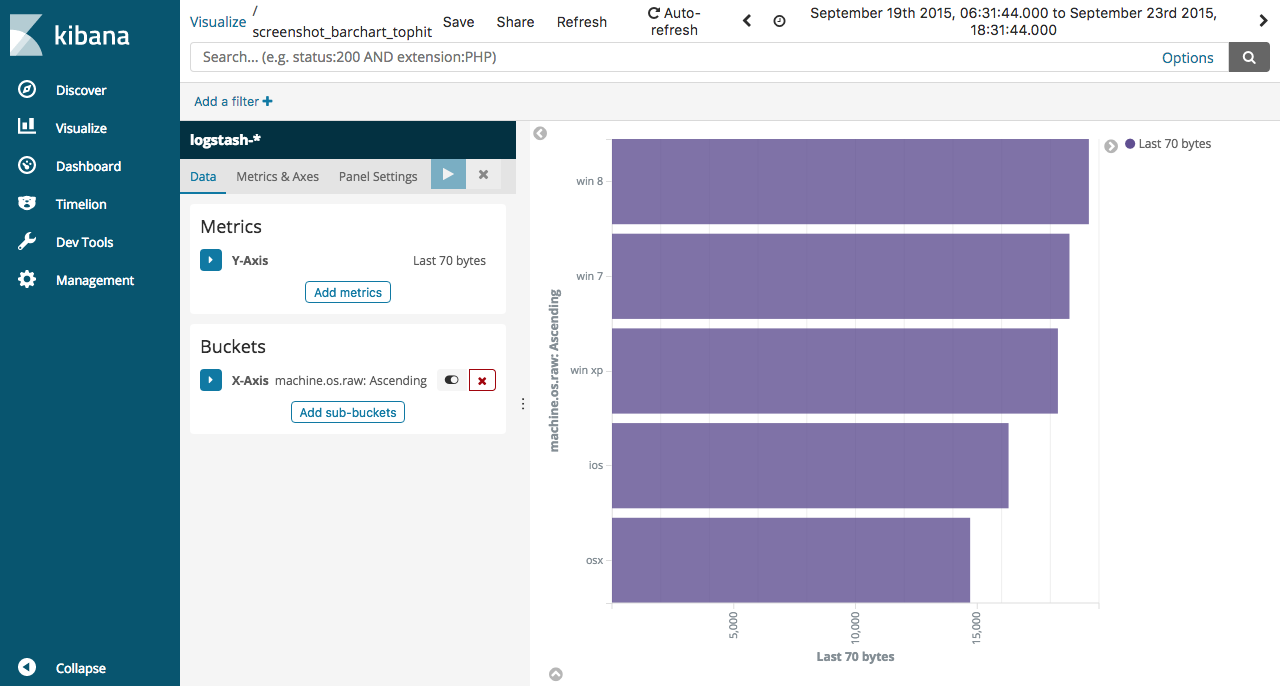 kibana
Discover
Visualize
Dashboard
Timelion
Dev Tools
Management
Collapse
Visualize / screenshot_barchart_tophit
Save
Share
Refresh
Auto-refresh
September 19th 2015, 06:31:44.000 to September 23rd 2015,
18:31:44.000
Search... (e.g. status:200 AND extension:PHP)
Options
Add a filter +
logstash-*
Data
Metrics & Axes
Panel Settings
Metrics
Y-Axis Last 70 bytes
Add metrics
Buckets
X-Axis machine.os.raw: Ascending
Add sub-buckets
machine.os.raw: Ascending
win 8
win 7
win xp
ios
osx
5,000
10,000
15,000
Last 70 bytes
Last 70 bytes